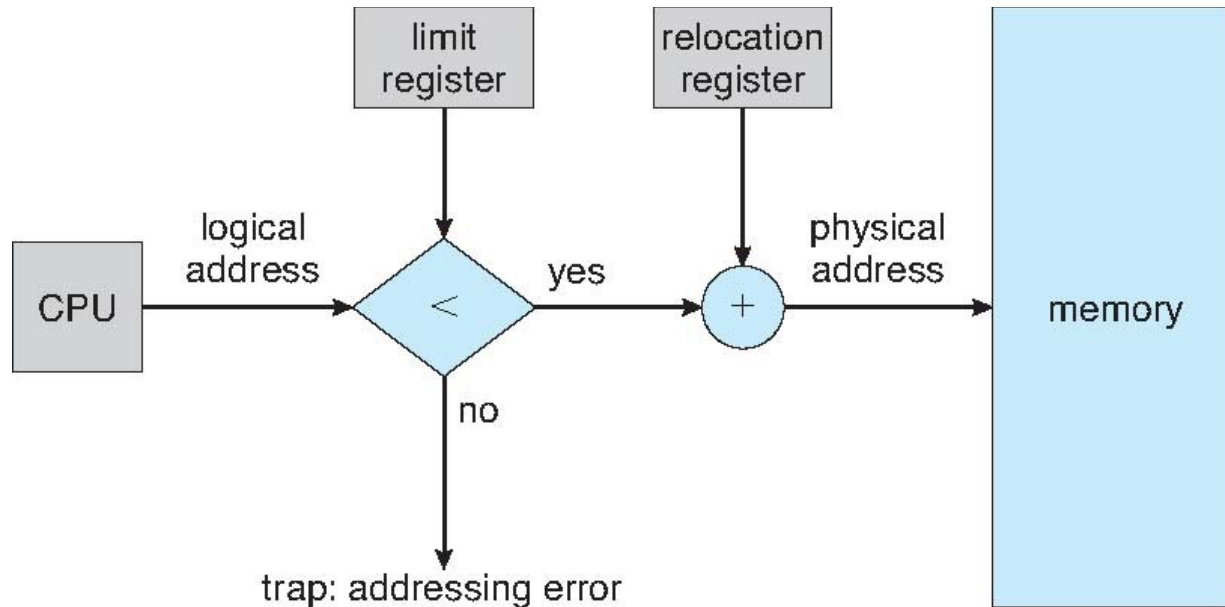 limit
register
relocation
register
logical
address
physical
address
CPU
<
yes
+
memory
no
trap: addressing error